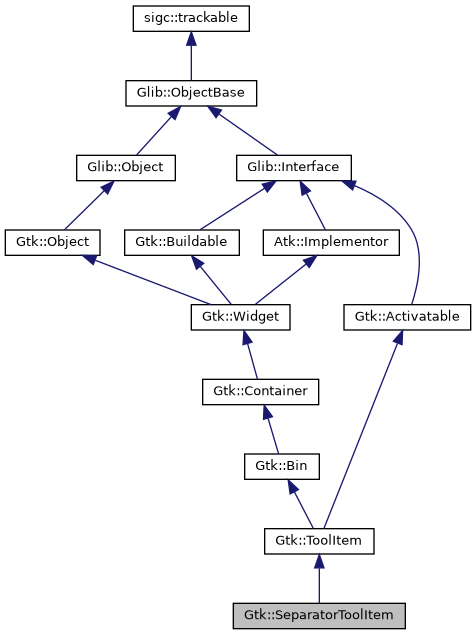 sigc::trackable
Glib::ObjectBase
Glib::Object
Glib::Interface
Gtk::Object
Gtk::Buildable
Atk::Implementor
Gtk::Widget
Gtk::Activatable
Gtk::Container
Gtk::Bin
Gtk::ToolItem
Gtk::SeparatorToolItem